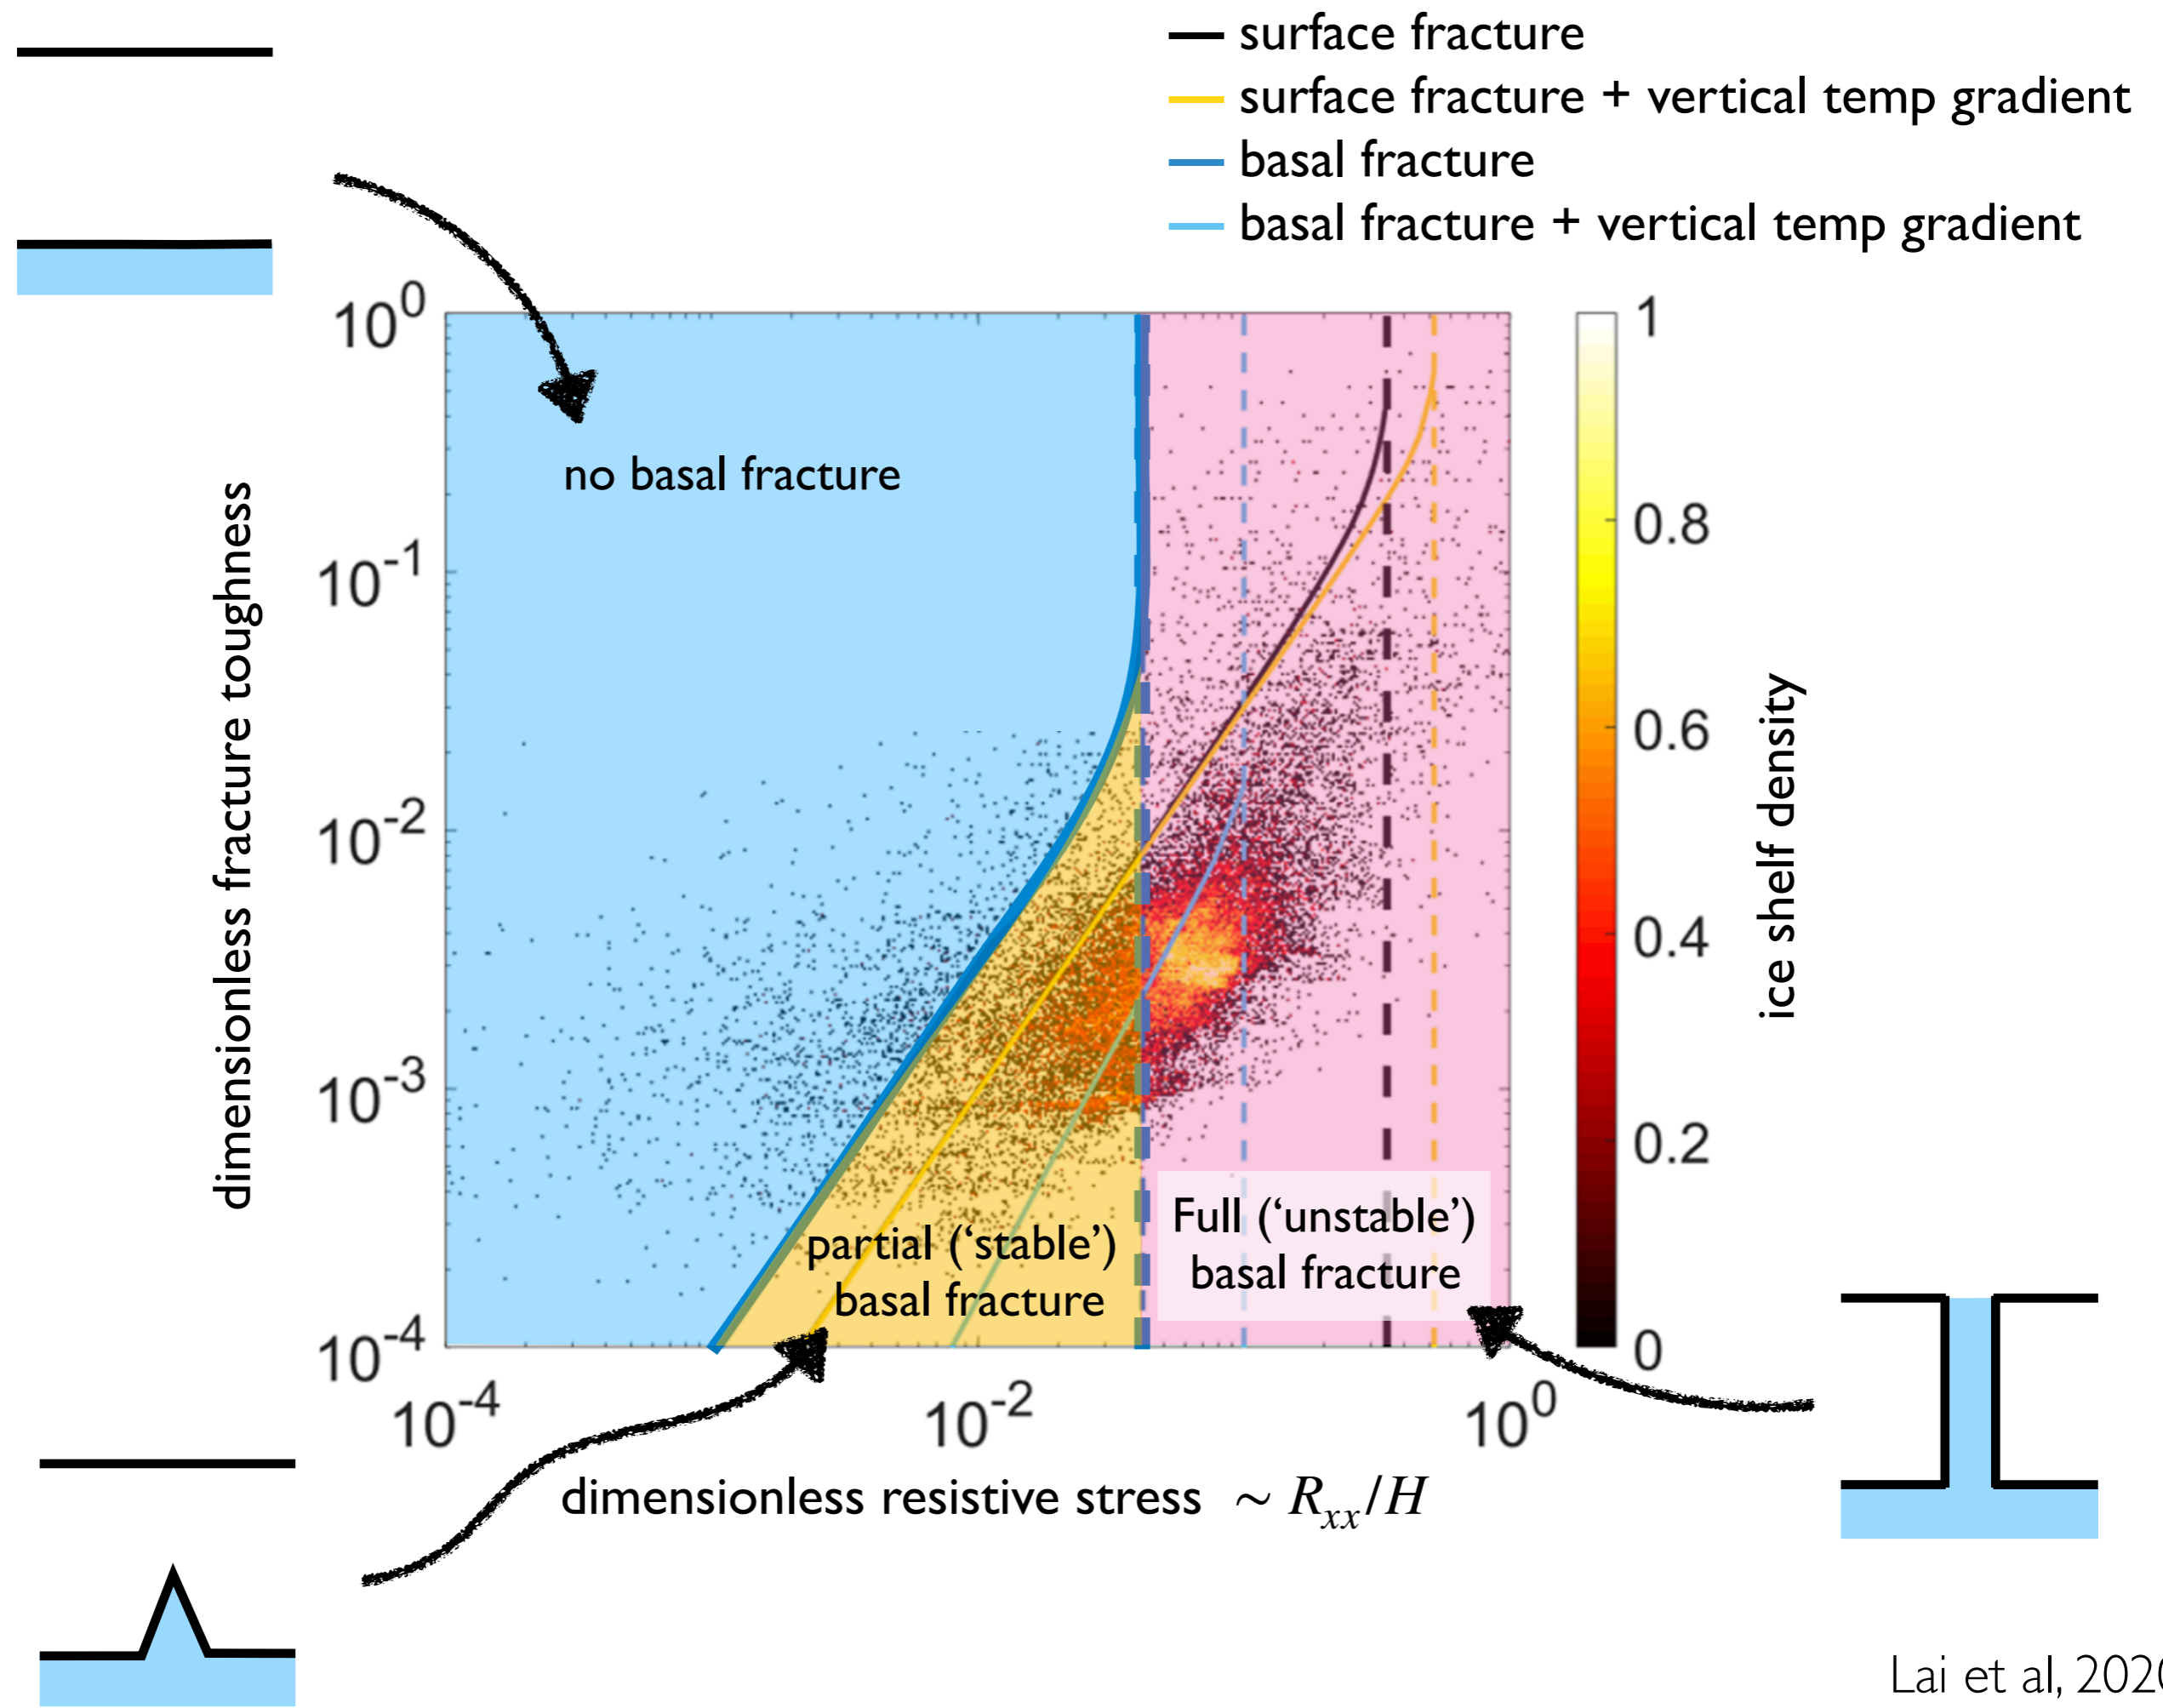 surface fracture
surface fracture + vertical temp gradient
basal fracture
basal fracture + vertical temp gradient
10^0
10^-1
10^-2
10^-3
10^-4
dimensionless fracture toughness
no basal fracture
partial (‘stable’)
basal fracture
Full (‘unstable’)
basal fracture
10^-4
10^-2
10^0
dimensionless resistive stress ~ R_xx/H
1
0.8
0.6
0.4
0.2
0
ice shelf density
Lai et al, 2020